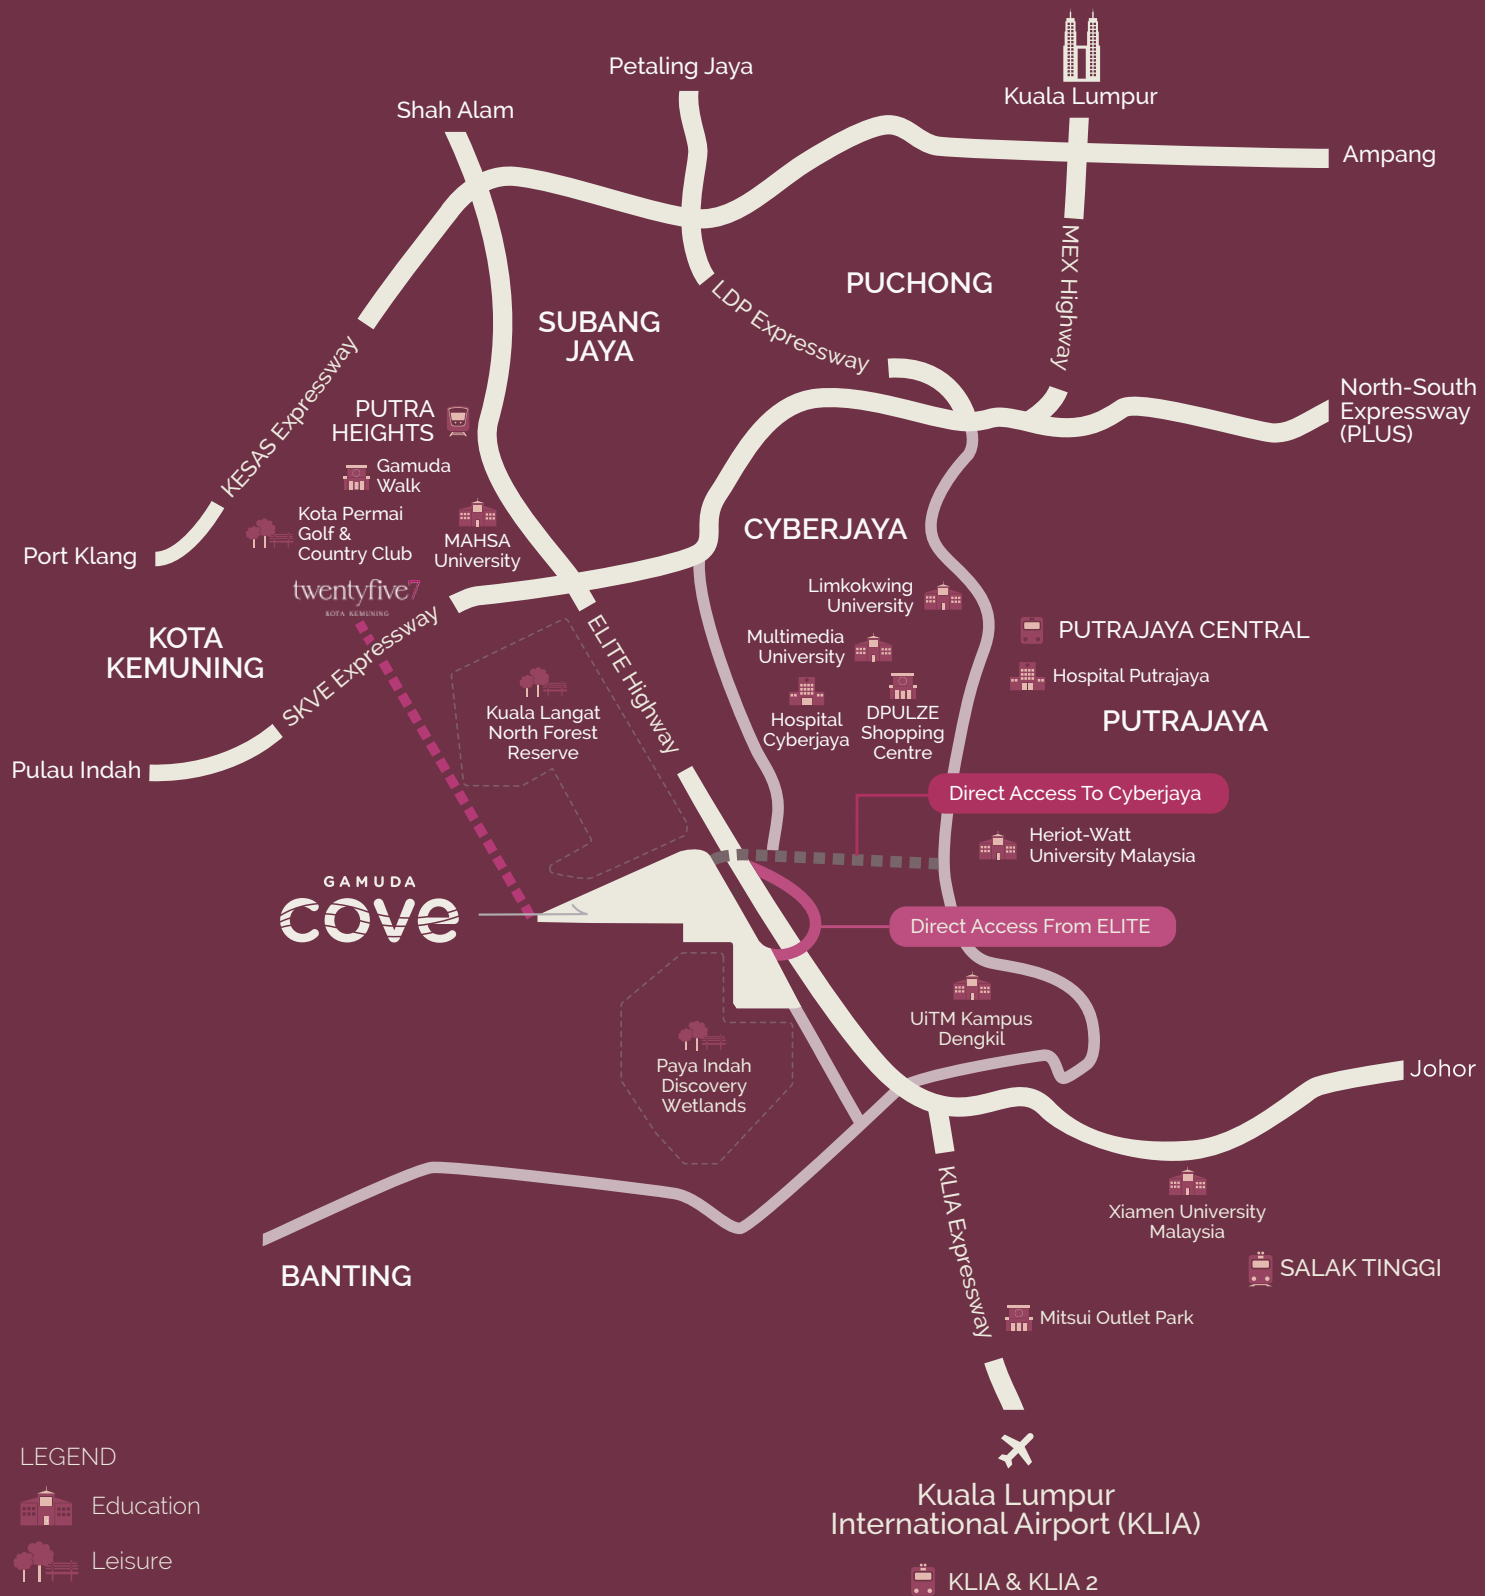 Petaling Jaya
Kuala Lumpur
Shah Alam
Ampang
MEX Highway
PUCHONG
LDP Expressway
SUBANG
JAYA
KESAS Expressway
North-South
Expressway
(PLUS)
PUTRA
HEIGHTS
Gamuda
Walk
Kota Permai
Golf &
Country Club
MAHSA
University
CYBERJAYA
Port Klang
twentyfive7
KOTA KEMUNING
Limkokwing
University
KOTA
KEMUNING
SKVE Expressway
ELITE Highway
Multimedia
University
PUTRAJAYA CENTRAL
Hospital Putrajaya
Kuala Langat
North Forest
Reserve
Hospital
Cyberjaya
DPULZE
Shopping
Centre
PUTRAJAYA
Pulau Indah
Direct Access To Cyberjaya
Heriot-Watt
University Malaysia
GAMUDA
cove
Direct Access From ELITE
UiTM Kampus
Dengkil
Paya Indah
Discovery
Wetlands
Johor
KLIA Expressway
Xiamen University
Malaysia
BANTING
SALAK TINGGI
Mitsui Outlet Park
LEGEND
Education
Leisure
Kuala Lumpur
International Airport (KLIA)
KLIA & KLIA 2